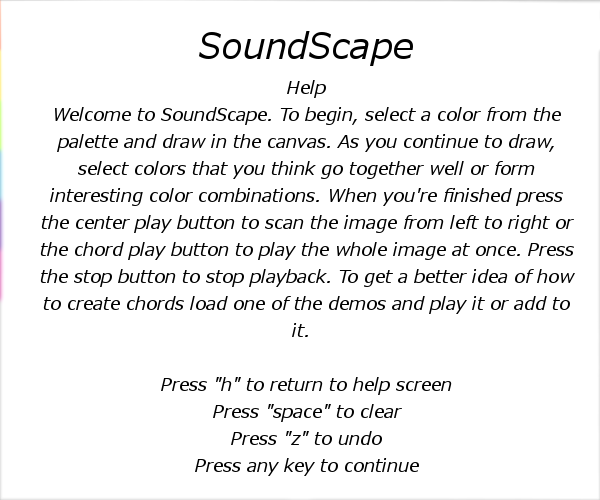 SoundScape
Help
Welcome to SoundScape. To begin, select a color from the
palette and draw in the canvas. As you continue to draw,
select colors that you think go together well or form
interesting color combinations. When you're finished press
the center play button to scan the image from left to right or
the chord play button to play the whole image at once. Press
the stop button to stop playback. To get a better idea of how
to create chords load one of the demos and play it or add to
it.
Press "h" to return to help screen
Press "space" to clear
Press "z" to undo
Press any key to continue